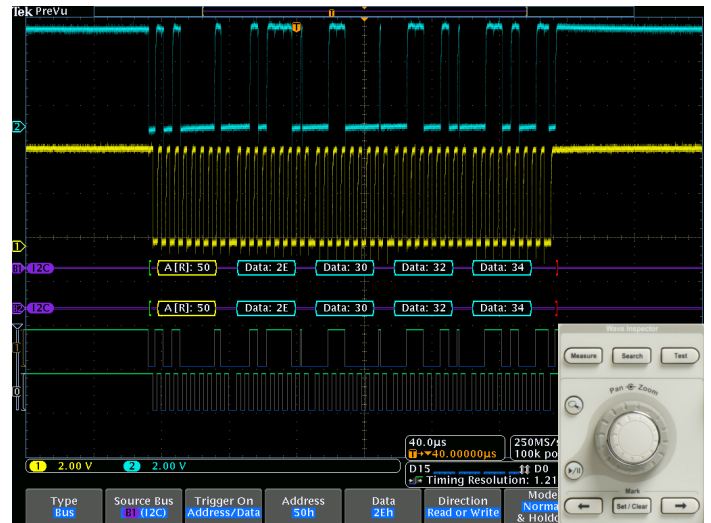 Tek PreVu
T
T
2
1
B1 I2C A [R]: 50 Data: 2E Data: 30 Data: 32 Data: 34
B2 I2C A [R]: 50 Data: 2E Data: 30 Data: 32 Data: 34
1
0
Wave Inspector
Measure Search Test
Pan Zoom
Mark
Set / Clear
40.0µs 250MS/s
T→▼40.00000µs 100k po
1 2.00 V 2 2.00 V
D15 D0
Timing Resolution: 1.21
Type Source Bus Trigger On Address Data Direction Mode
Bus B1 (I2C) Address/Data 50h 2Eh Read or Write Norma
& Holdo